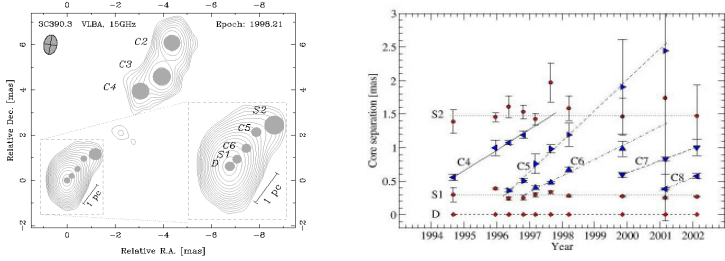 SC390.3 VLBA, 15GHz Epoch: 1998.21
C2
C3
C4
S2
C5
C6
S1
D
1 pc
1 pc
Relative Dec. [mas]
8
6
4
2
0
-2
0 -2 -4 -6 -8
Relative R.A. [mas]
Core separation [mas]
3
2.5
2
1.5
1
0.5
0
S2
C4
C5
C6
C7
C8
S1
D
1994 1995 1996 1997 1998 1999 2000 2001 2002
Year